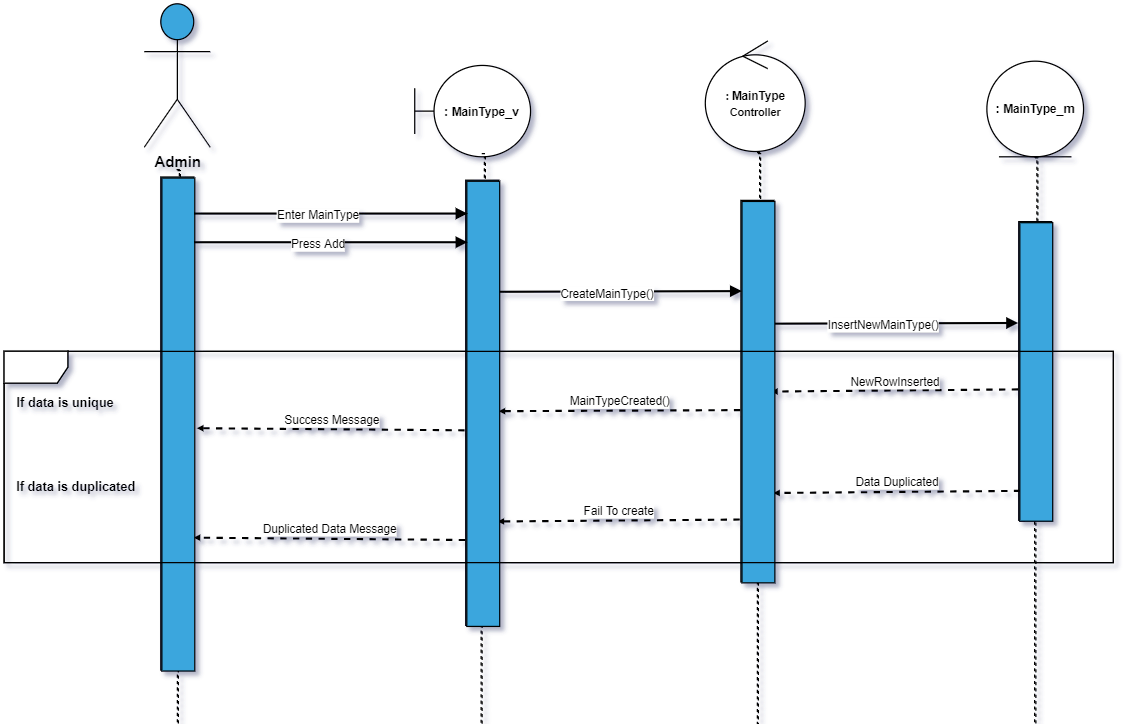 : MainType_v
: MainType
Controller
: MainType_m
Admin
Enter MainType
Press Add
CreateMainType()
InsertNewMainType()
NewRowInserted
If data is unique
MainTypeCreated()
Success Message
Data Duplicated
If data is duplicated
Fail To create
Duplicated Data Message